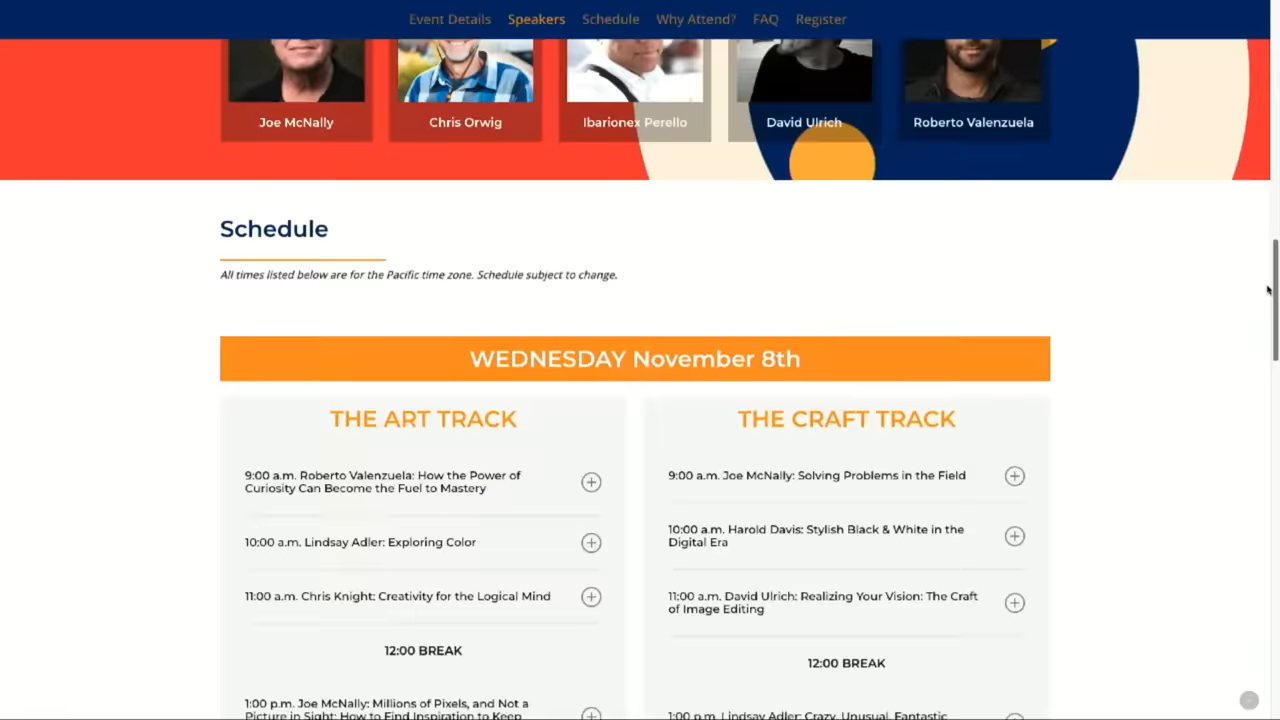 Event Details Speakers Schedule Why Attend? FAQ Register
Joe McNally Chris Orwig Ibarionex Perello David Ulrich Roberto Valenzuela
Schedule
All times listed below are for the Pacific time zone. Schedule subject to change.
WEDNESDAY November 8th
THE ART TRACK
9:00 a.m. Roberto Valenzuela: How the Power of
Curiosity Can Become the Fuel to Mastery
10:00 a.m. Lindsay Adler: Exploring Color
11:00 a.m. Chris Knight: Creativity for the Logical Mind
12:00 BREAK
1:00 p.m. Joe McNally: Millions of Pixels, and Not a
Picture in Sight: How to Find Inspiration to Keep
THE CRAFT TRACK
9:00 a.m. Joe McNally: Solving Problems in the Field
10:00 a.m. Harold Davis: Stylish Black & White in the
Digital Era
11:00 a.m. David Ulrich: Realizing Your Vision: The Craft
of Image Editing
12:00 BREAK
1:00 p.m. Lindsay Adler: Crazy, Unusual, Fantastic